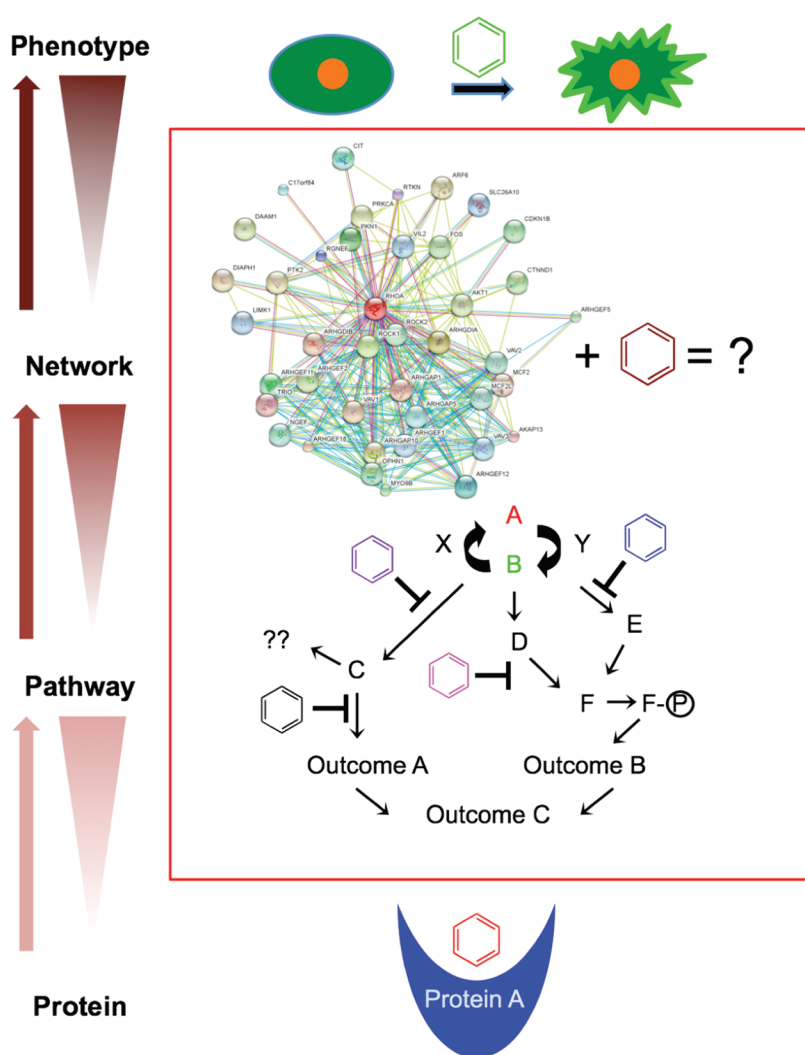 Phenotype
CIT
C17orf84
RTKN
ARF6
SLC26A10
PRKCA
DAAM1
PKN1
VIL2
FOS
CDKN1B
RGNEF
DIAPH1
PTK2
CTNND1
RHOA
AKT1
LIMK1
ARHGEF5
ROCK2
ARHGDIB
ROCK1
ARHGDIA
VAV2
Network
+ = ?
ARHGEF11
ARHGEF2
ARHGAP1
MCF2
TRIO
MCF2L
VAV1
ARHGAP5
NGEF
ARHGEF1
AKAP13
ARHGEF18
ARHGAP10
VAV3
OPHN1
ARHGEF12
MYO9B
A
X Y
B
E
??
D
C
Pathway
F F-P
Outcome A Outcome B
Outcome C
Protein A
Protein